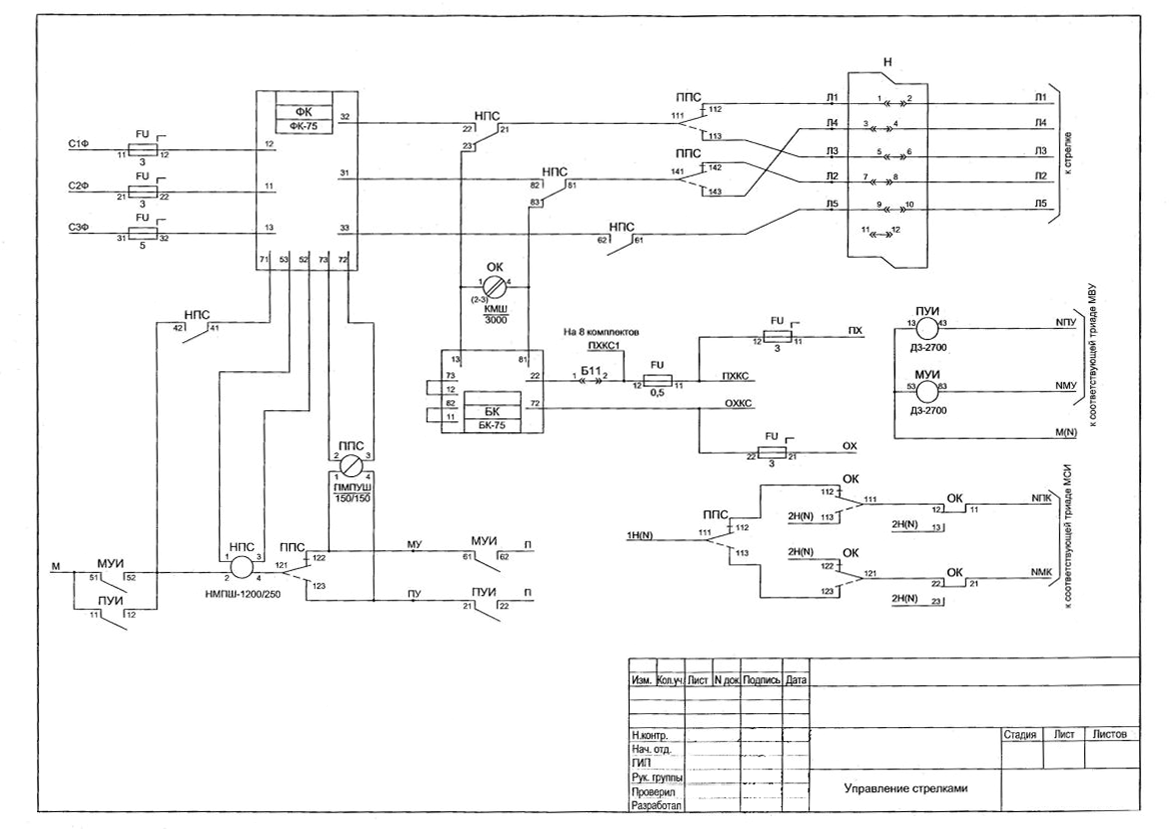 Н
ФК
ФК-75
32
НПС
22
21
23
ППС
111
112
113
Л1
1
2
Л1
Л4
3
4
Л4
Л3
5
6
Л3
Л2
7
8
Л2
Л5
9
10
Л5
11
12
к стрелке
С1Ф
FU
11
12
3
12
С2Ф
FU
21
22
3
11
С3Ф
FU
31
32
5
13
31
НПС
82
81
83
ППС
141
142
143
33
НПС
62
61
71
53
52
73
72
НПС
42
41
ОК
1
4
(2-3)
КМШ
3000
13
81
73
12
82
11
22
72
БК
БК-75
На 8 комплектов
ПХКС1
Б11
1
2
FU
12
11
0,5
FU
12
11
3
ПХ
ПХКС
ОХКС
FU
22
21
3
ОХ
ПУИ
13
43
ДЗ-2700
NПУ
МУИ
53
83
ДЗ-2700
NМУ
М(N)
к соответствующей триаде МВУ
ППС
2
3
1
4
ПМПУШ
150/150
М
МУИ
51
52
ПУИ
11
12
НПС
1
3
2
4
НМПШ-1200/250
ППС
121
122
123
МУ
МУИ
61
62
П
ПУ
ПУИ
21
22
П
1Н(N)
ППС
111
112
113
ОК
112
111
113
2Н(N)
ОК
12
11
2Н(N)
13
NПК
2Н(N)
ОК
122
121
123
ОК
22
21
2Н(N)
23
NМК
к соответствующей триаде МСИ
Изм. Кол.уч. Лист N док. Подпись Дата
Н.контр.
Нач. отд.
ГИП
Рук. группы
Проверил
Разработал
Управление стрелками
Стадия Лист Листов